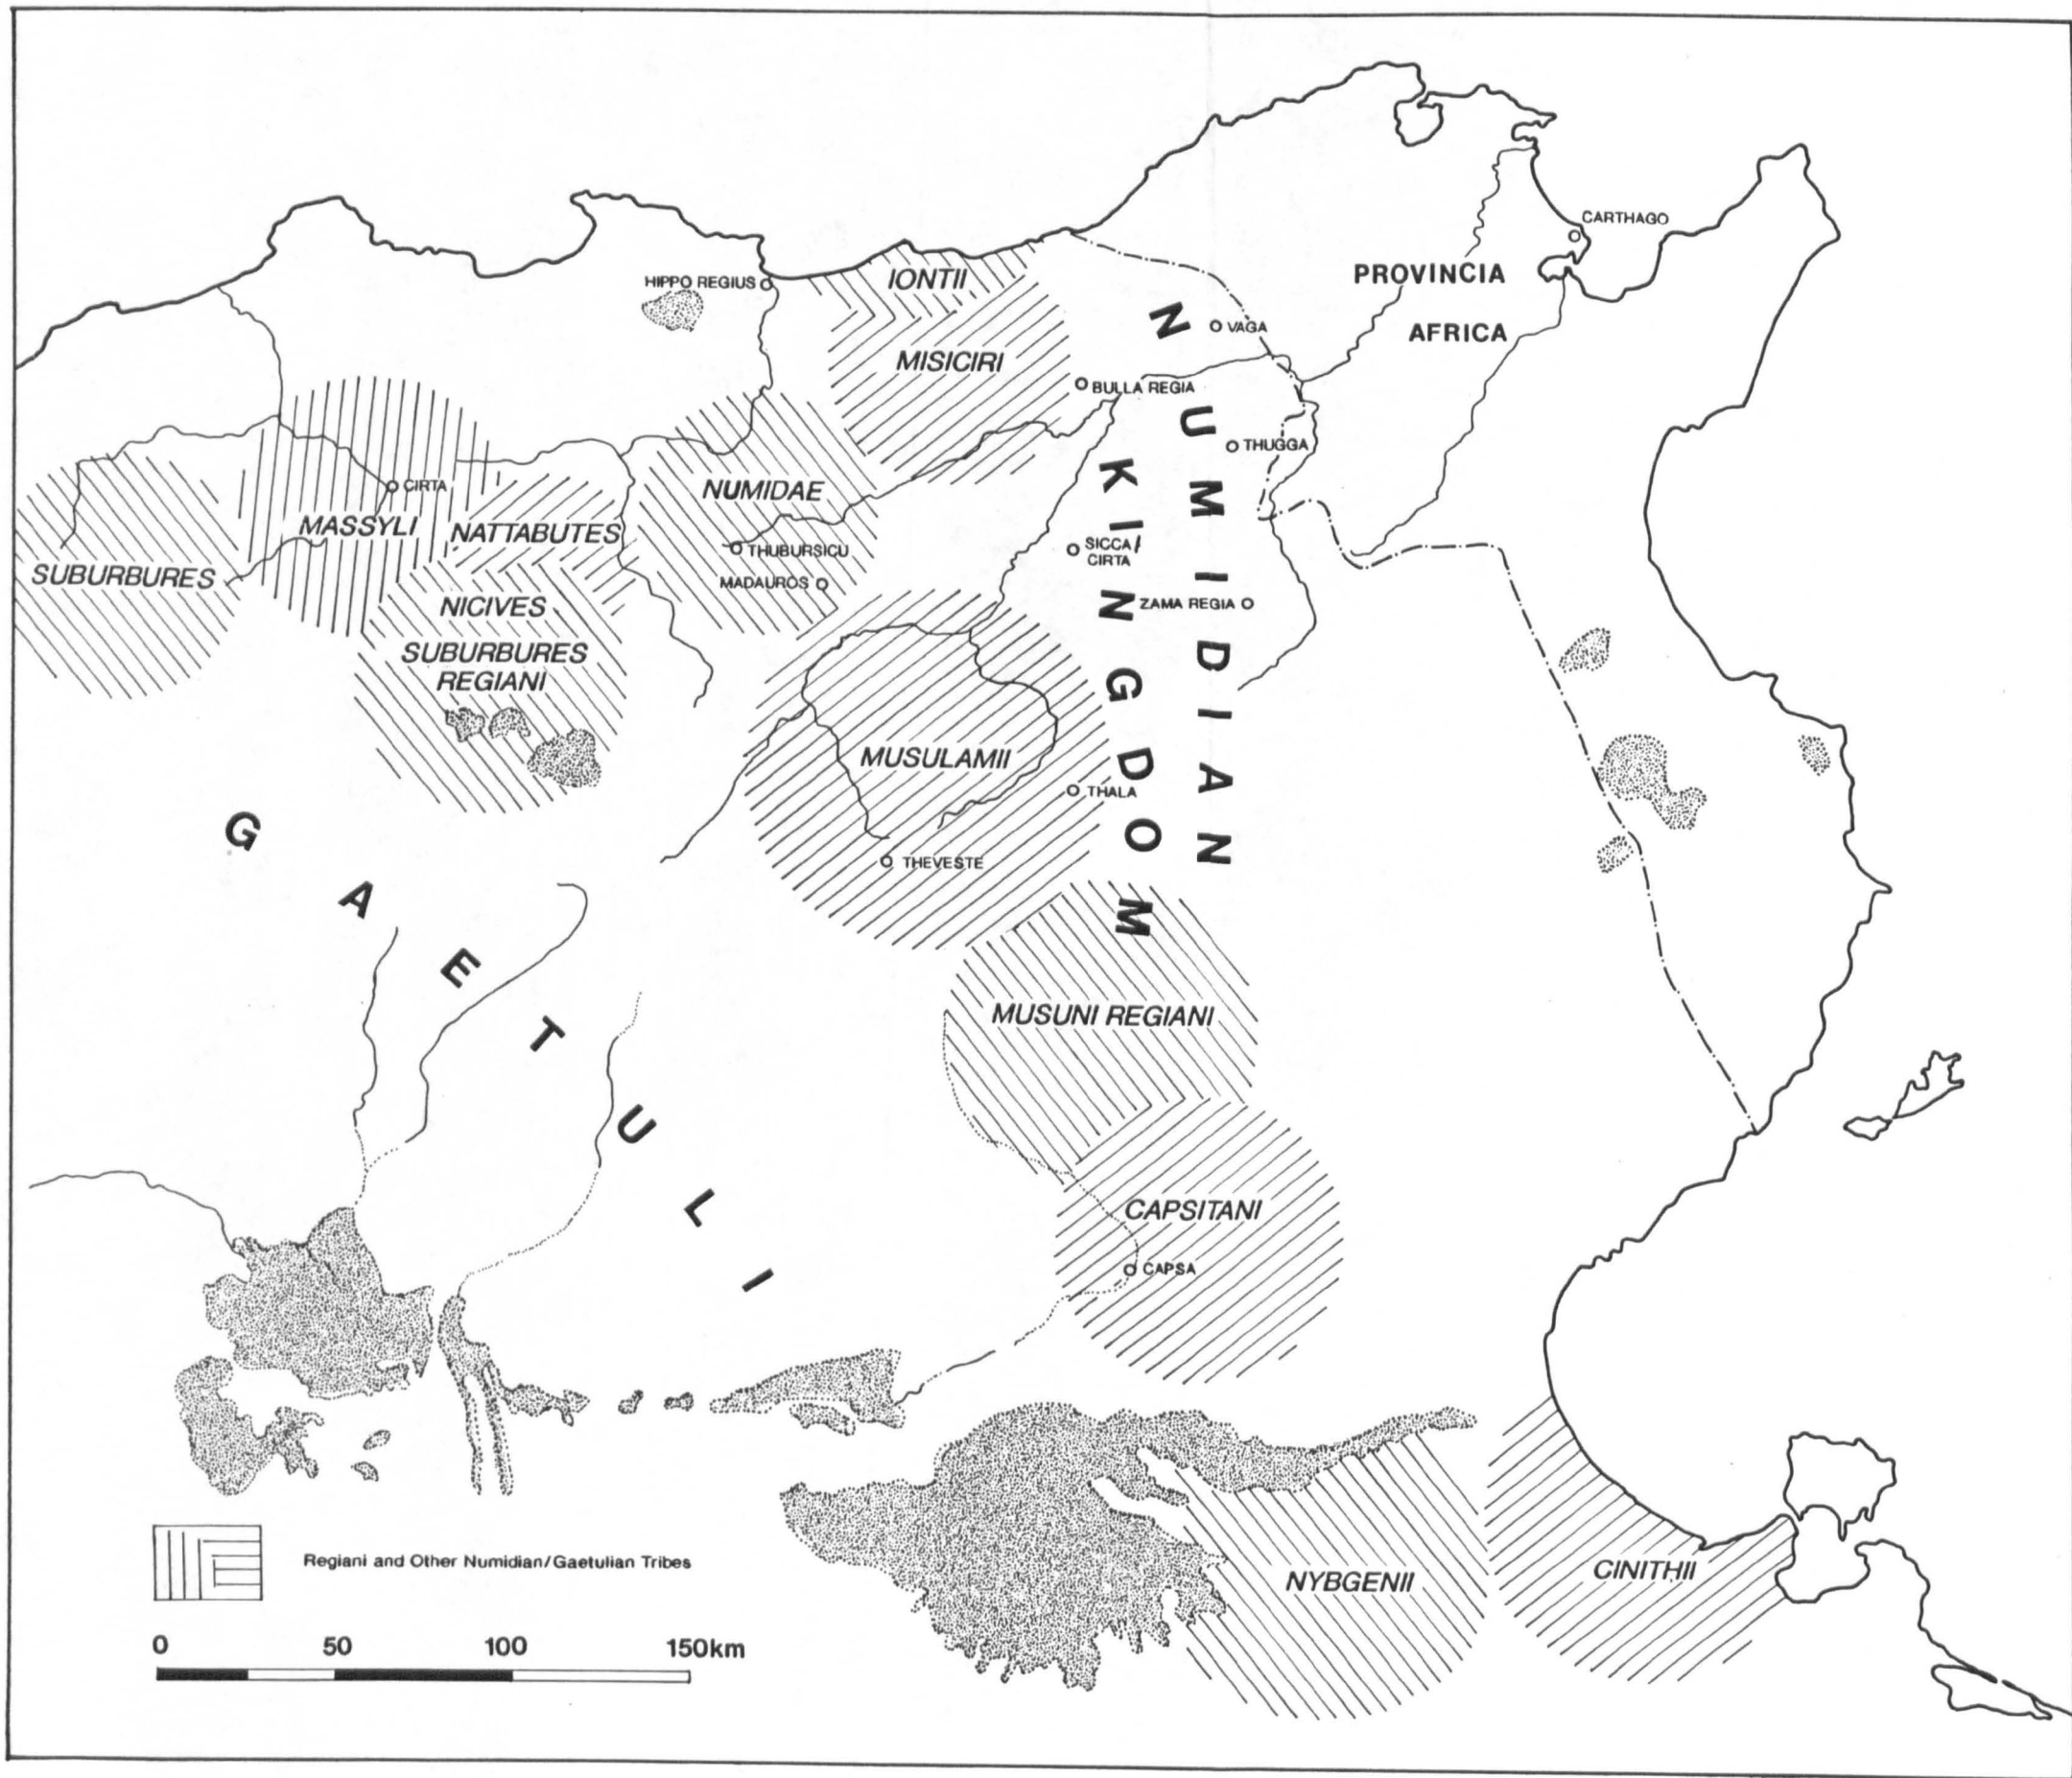 CARTHAGO
PROVINCIA
AFRICA
HIPPO REGIUS
IONTII
MISICIRI
VAGA
BULLA REGIA
THUGGA
NUMIDIAN
KINGDOM
CIRTA
MASSYLI
NATTABUTES
NUMIDAE
THUBURSICU
MADAUROS
SUBURBURES
NICIVES
SUBURBURES
REGIANI
SICCA/
CIRTA
ZAMA REGIA
MUSULAMII
THALA
THEVESTE
GAETULI
MUSUNI REGIANI
CAPSITANI
CAPSA
NYBGENII
CINITHII
Regiani and Other Numidian/Gaetulian Tribes
0 50 100 150km